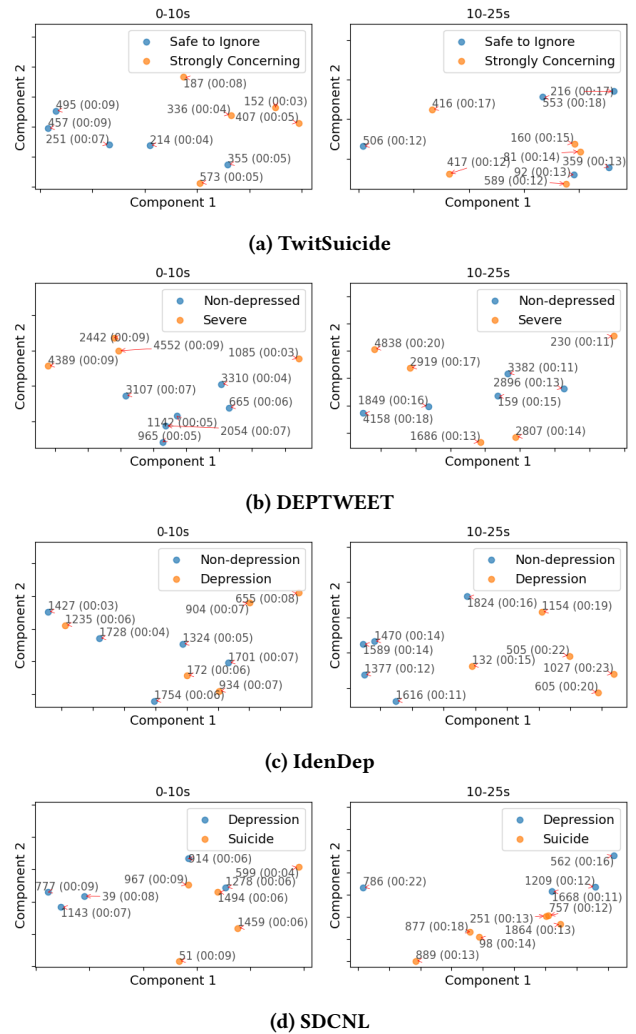 0-10s
Component 2
Safe to Ignore
Strongly Concerning
187 (00:08)
495 (00:09)
336 (00:04)
152 (00:03)
457 (00:09)
407 (00:05)
251 (00:07)
214 (00:04)
355 (00:05)
573 (00:05)
Component 1
10-25s
Component 2
Safe to Ignore
Strongly Concerning
216 (00:17)
553 (00:18)
416 (00:17)
506 (00:12)
160 (00:15)
81 (00:14)
417 (00:12)
359 (00:13)
92 (00:13)
589 (00:12)
Component 1
(a) TwitSuicide
0-10s
Component 2
Non-depressed
Severe
2442 (00:09)
4552 (00:09)
4389 (00:09)
1085 (00:03)
3107 (00:07)
3310 (00:04)
665 (00:06)
1142 (00:05)
2054 (00:07)
965 (00:05)
Component 1
10-25s
Component 2
Non-depressed
Severe
230 (00:11)
4838 (00:20)
2919 (00:17)
3382 (00:11)
2896 (00:13)
1849 (00:16)
159 (00:15)
4158 (00:18)
1686 (00:13)
2807 (00:14)
Component 1
(b) DEPTWEET
0-10s
Component 2
Non-depression
Depression
655 (00:08)
904 (00:07)
1427 (00:03)
1235 (00:06)
1728 (00:04)
1324 (00:05)
1701 (00:07)
172 (00:06)
934 (00:07)
1754 (00:06)
Component 1
10-25s
Component 2
Non-depression
Depression
1824 (00:16)
1154 (00:19)
1470 (00:14)
1589 (00:14)
505 (00:22)
132 (00:15)
1377 (00:12)
1027 (00:23)
605 (00:20)
1616 (00:11)
Component 1
(c) IdenDep
0-10s
Component 2
Depression
Suicide
914 (00:06)
967 (00:09)
599 (00:04)
777 (00:09)
39 (00:08)
1278 (00:06)
1494 (00:06)
1143 (00:07)
1459 (00:06)
51 (00:09)
Component 1
10-25s
Component 2
Depression
Suicide
562 (00:16)
786 (00:22)
1209 (00:12)
1668 (00:11)
757 (00:12)
251 (00:13)
877 (00:18)
1864 (00:13)
98 (00:14)
889 (00:13)
Component 1
(d) SDCNL